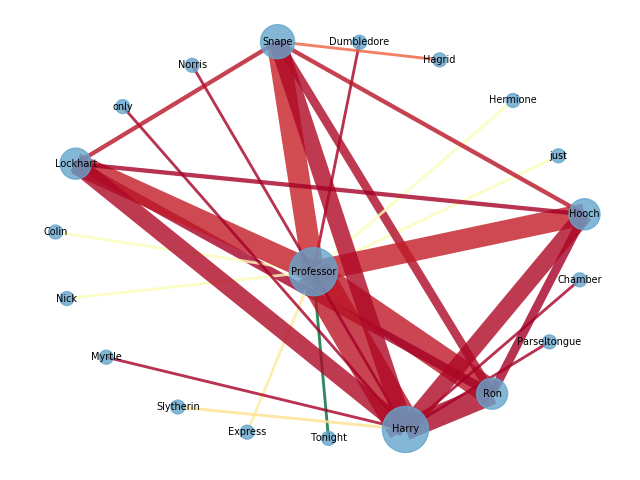 Snape
Dumbledore
Hagrid
Norris
Hermione
only
just
Lockhart
Hooch
Colin
Professor
Chamber
Nick
Parseltongue
Myrtle
Ron
Slytherin
Harry
Express
Tonight